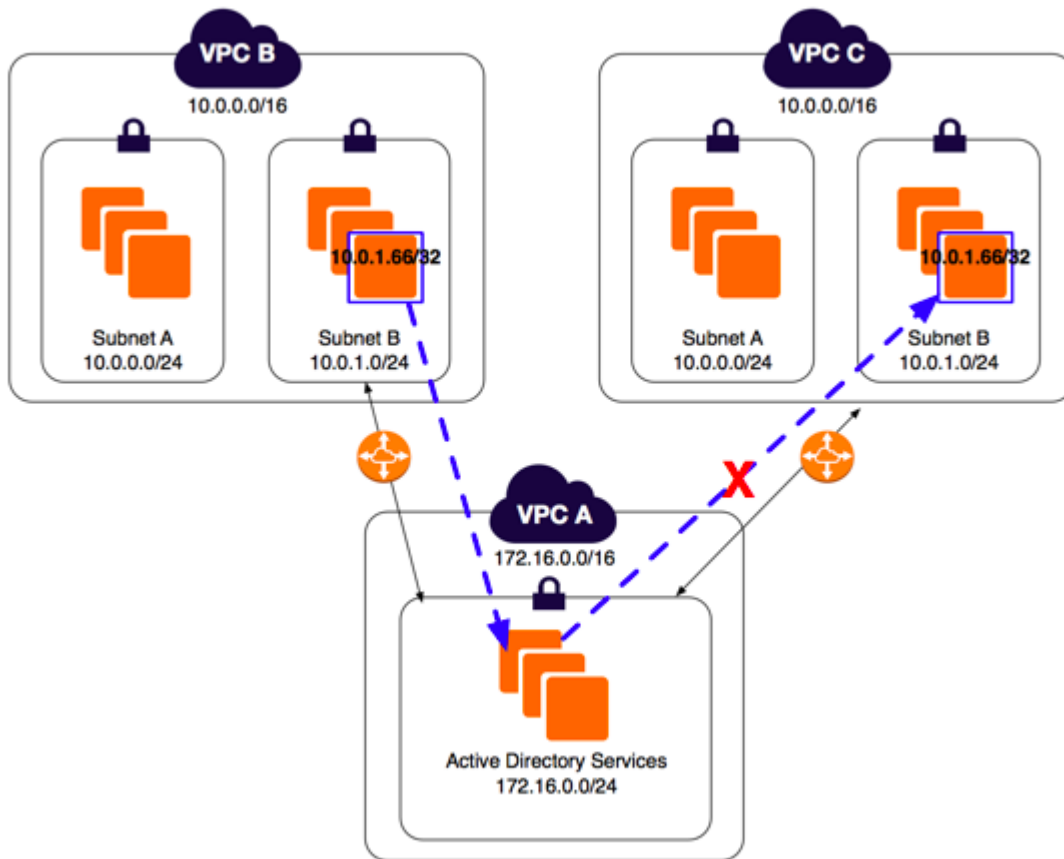 VPC B
10.0.0.0/16
10.0.1.66/32
Subnet A
10.0.0.0/24
Subnet B
10.0.1.0/24
VPC C
10.0.0.0/16
10.0.1.66/32
Subnet A
10.0.0.0/24
Subnet B
10.0.1.0/24
X
VPC A
172.16.0.0/16
Active Directory Services
172.16.0.0/24